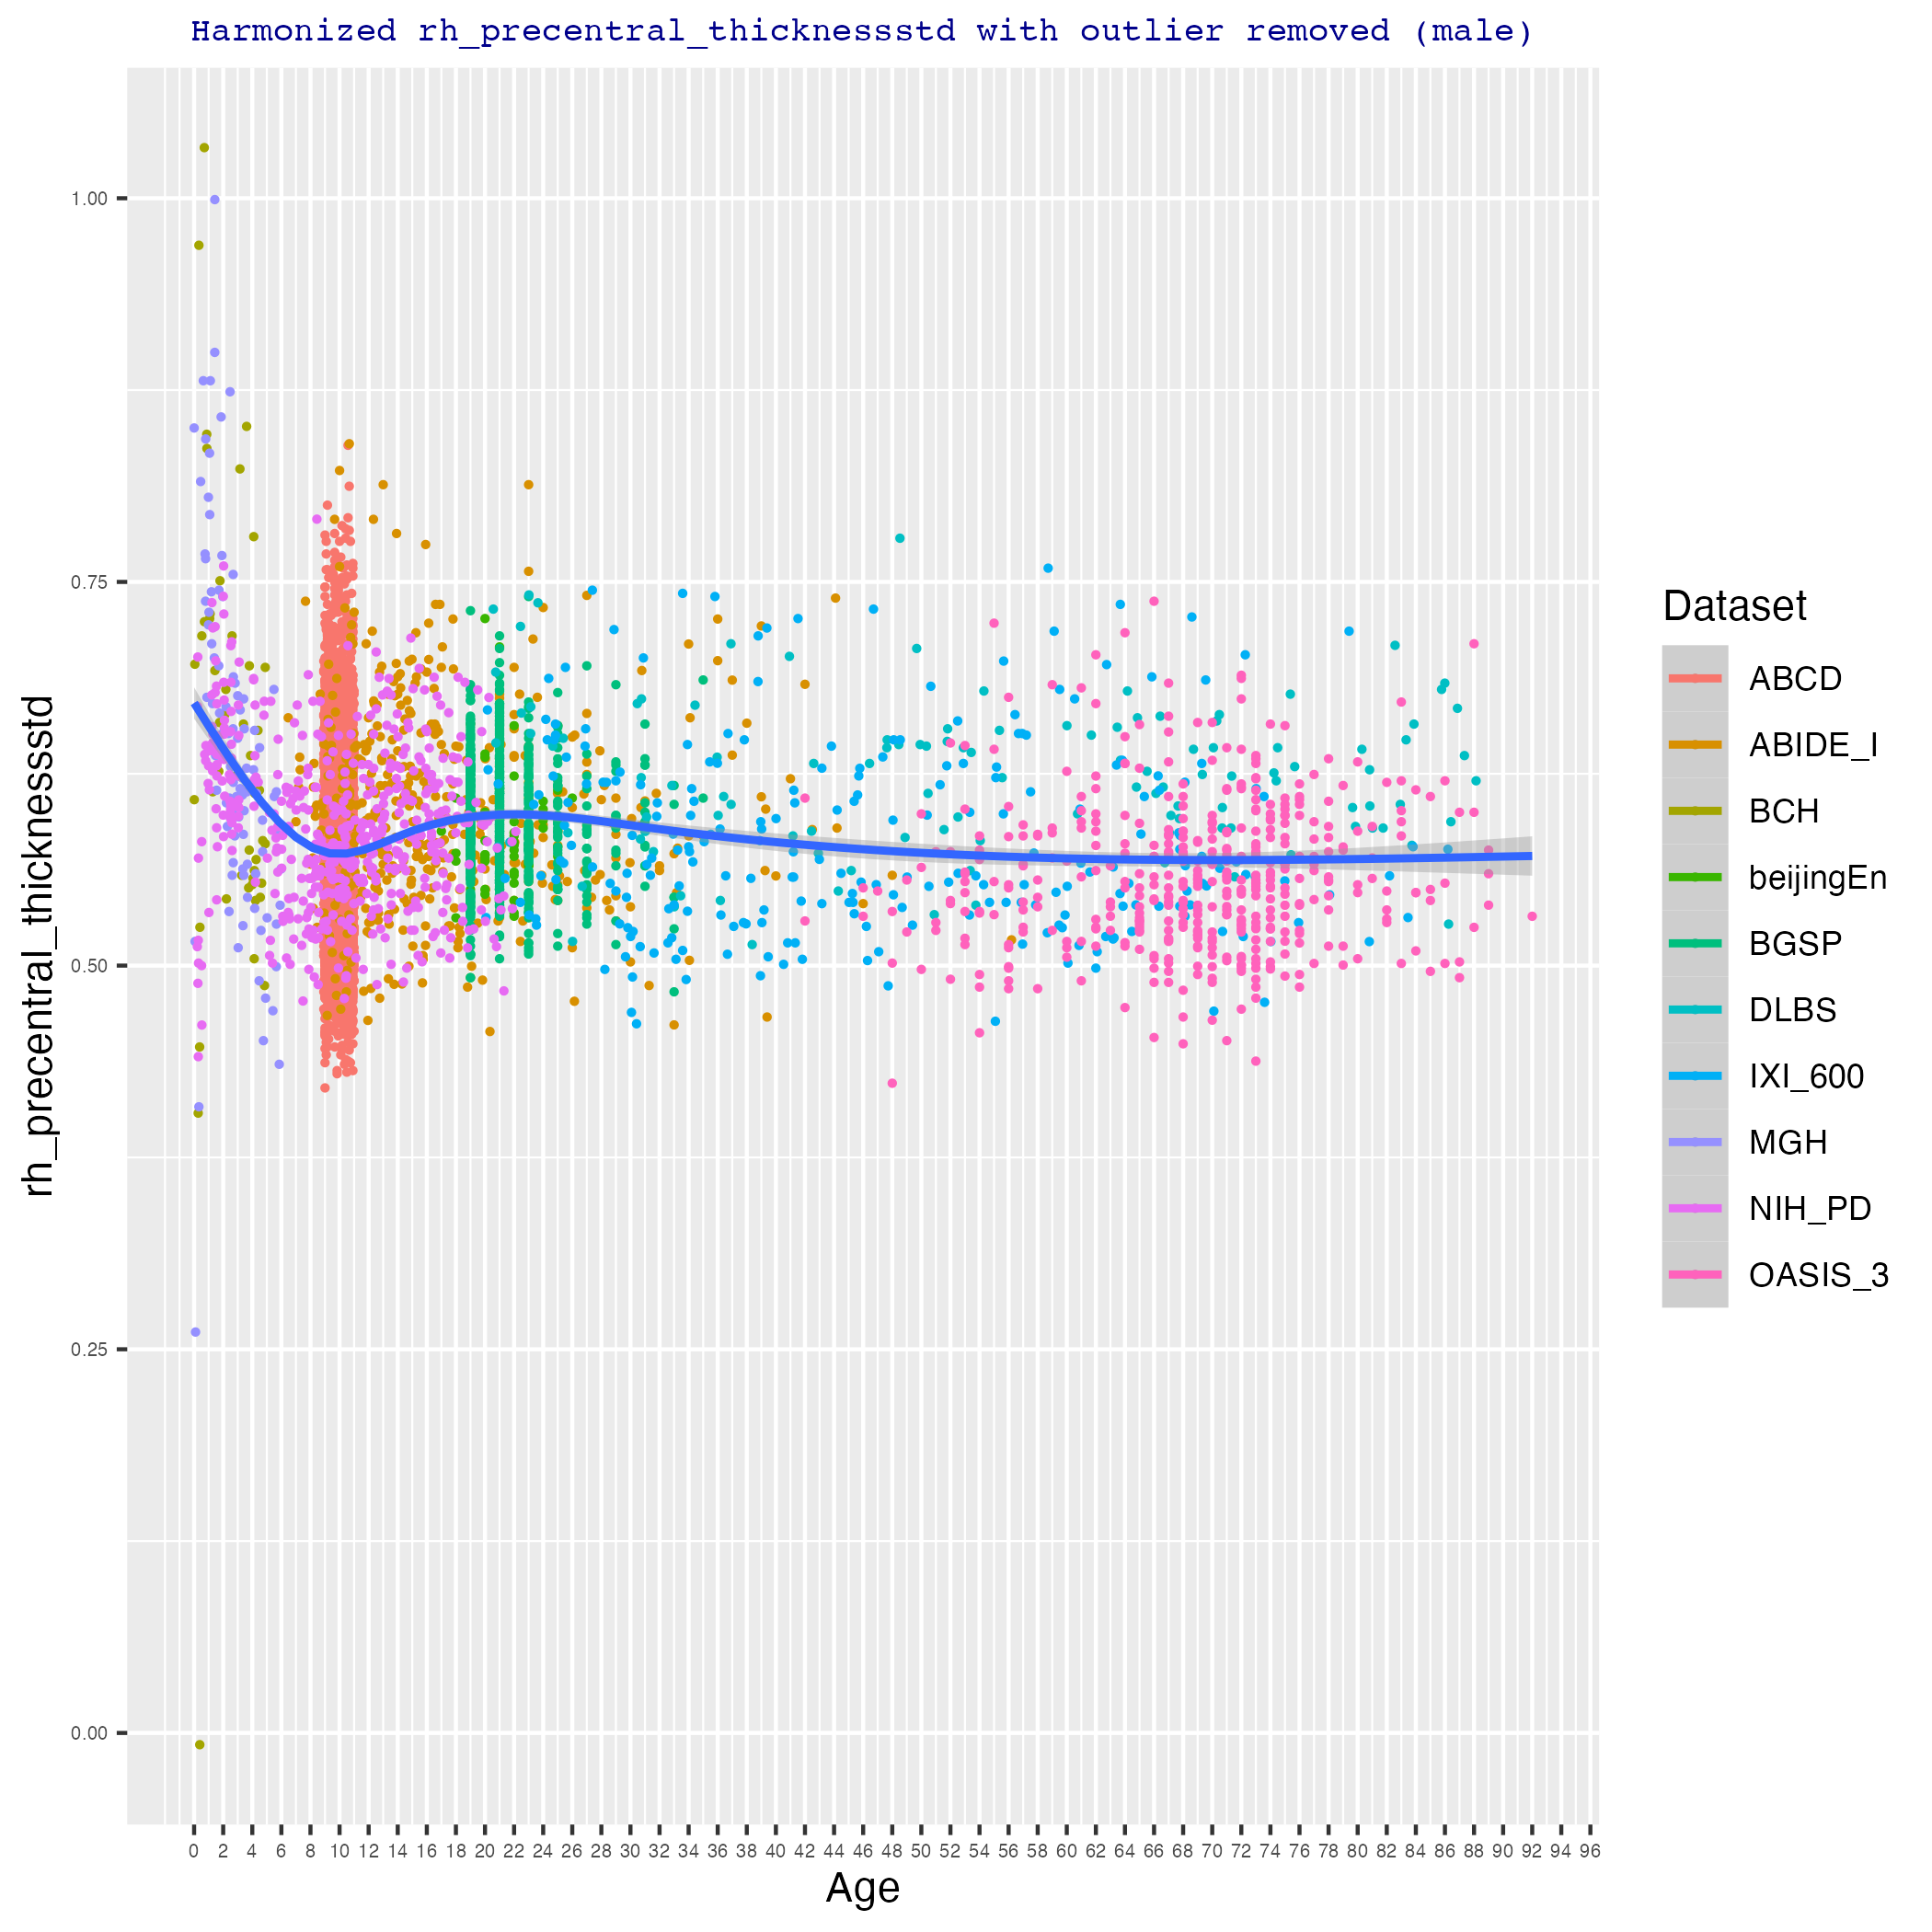 Harmonized rh_precentral_thicknessstd with outlier removed (male)
rh_precentral_thicknessstd
1.00
0.75
0.50
0.25
0.00
0 2 4 6 8 10 12 14 16 18 20 22 24 26 28 30 32 34 36 38 40 42 44 46 48 50 52 54 56 58 60 62 64 66 68 70 72 74 76 78 80 82 84 86 88 90 92 94 96
Age
Dataset
ABCD
ABIDE_I
BCH
beijingEn
BGSP
DLBS
IXI_600
MGH
NIH_PD
OASIS_3